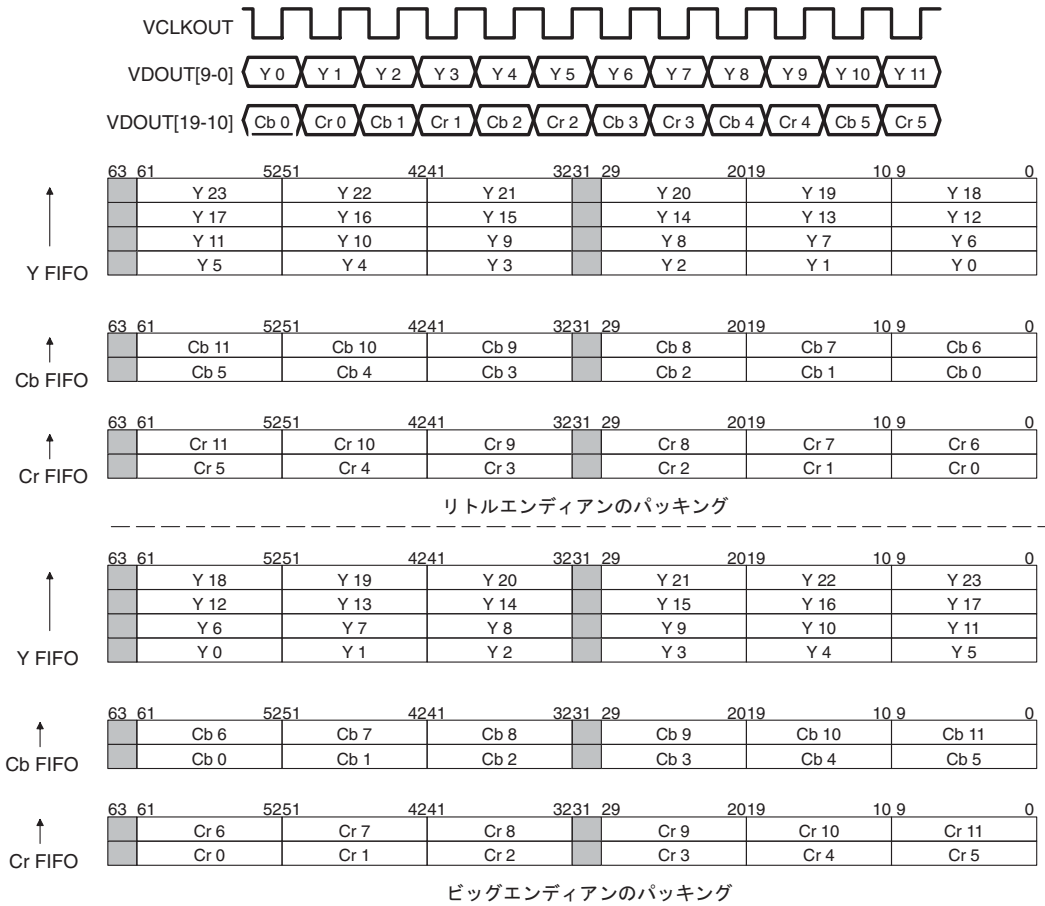 VCLKOUT
VDOUT[9-0] Y 0 Y 1 Y 2 Y 3 Y 4 Y 5 Y 6 Y 7 Y 8 Y 9 Y 10 Y 11
VDOUT[19-10] Cb 0 Cr 0 Cb 1 Cr 1 Cb 2 Cr 2 Cb 3 Cr 3 Cb 4 Cr 4 Cb 5 Cr 5
63 61 5251 4241 3231 29 2019 10 9 0
Y 23 Y 22 Y 21 Y 20 Y 19 Y 18
Y 17 Y 16 Y 15 Y 14 Y 13 Y 12
Y 11 Y 10 Y 9 Y 8 Y 7 Y 6
Y 5 Y 4 Y 3 Y 2 Y 1 Y 0
Y FIFO
63 61 5251 4241 3231 29 2019 10 9 0
Cb 11 Cb 10 Cb 9 Cb 8 Cb 7 Cb 6
Cb 5 Cb 4 Cb 3 Cb 2 Cb 1 Cb 0
Cb FIFO
63 61 5251 4241 3231 29 2019 10 9 0
Cr 11 Cr 10 Cr 9 Cr 8 Cr 7 Cr 6
Cr 5 Cr 4 Cr 3 Cr 2 Cr 1 Cr 0
Cr FIFO
リトルエンディアンのパッキング
63 61 5251 4241 3231 29 2019 10 9 0
Y 18 Y 19 Y 20 Y 21 Y 22 Y 23
Y 12 Y 13 Y 14 Y 15 Y 16 Y 17
Y 6 Y 7 Y 8 Y 9 Y 10 Y 11
Y 0 Y 1 Y 2 Y 3 Y 4 Y 5
Y FIFO
63 61 5251 4241 3231 29 2019 10 9 0
Cb 6 Cb 7 Cb 8 Cb 9 Cb 10 Cb 11
Cb 0 Cb 1 Cb 2 Cb 3 Cb 4 Cb 5
Cb FIFO
63 61 5251 4241 3231 29 2019 10 9 0
Cr 6 Cr 7 Cr 8 Cr 9 Cr 10 Cr 11
Cr 0 Cr 1 Cr 2 Cr 3 Cr 4 Cr 5
Cr FIFO
ビッグエンディアンのパッキング